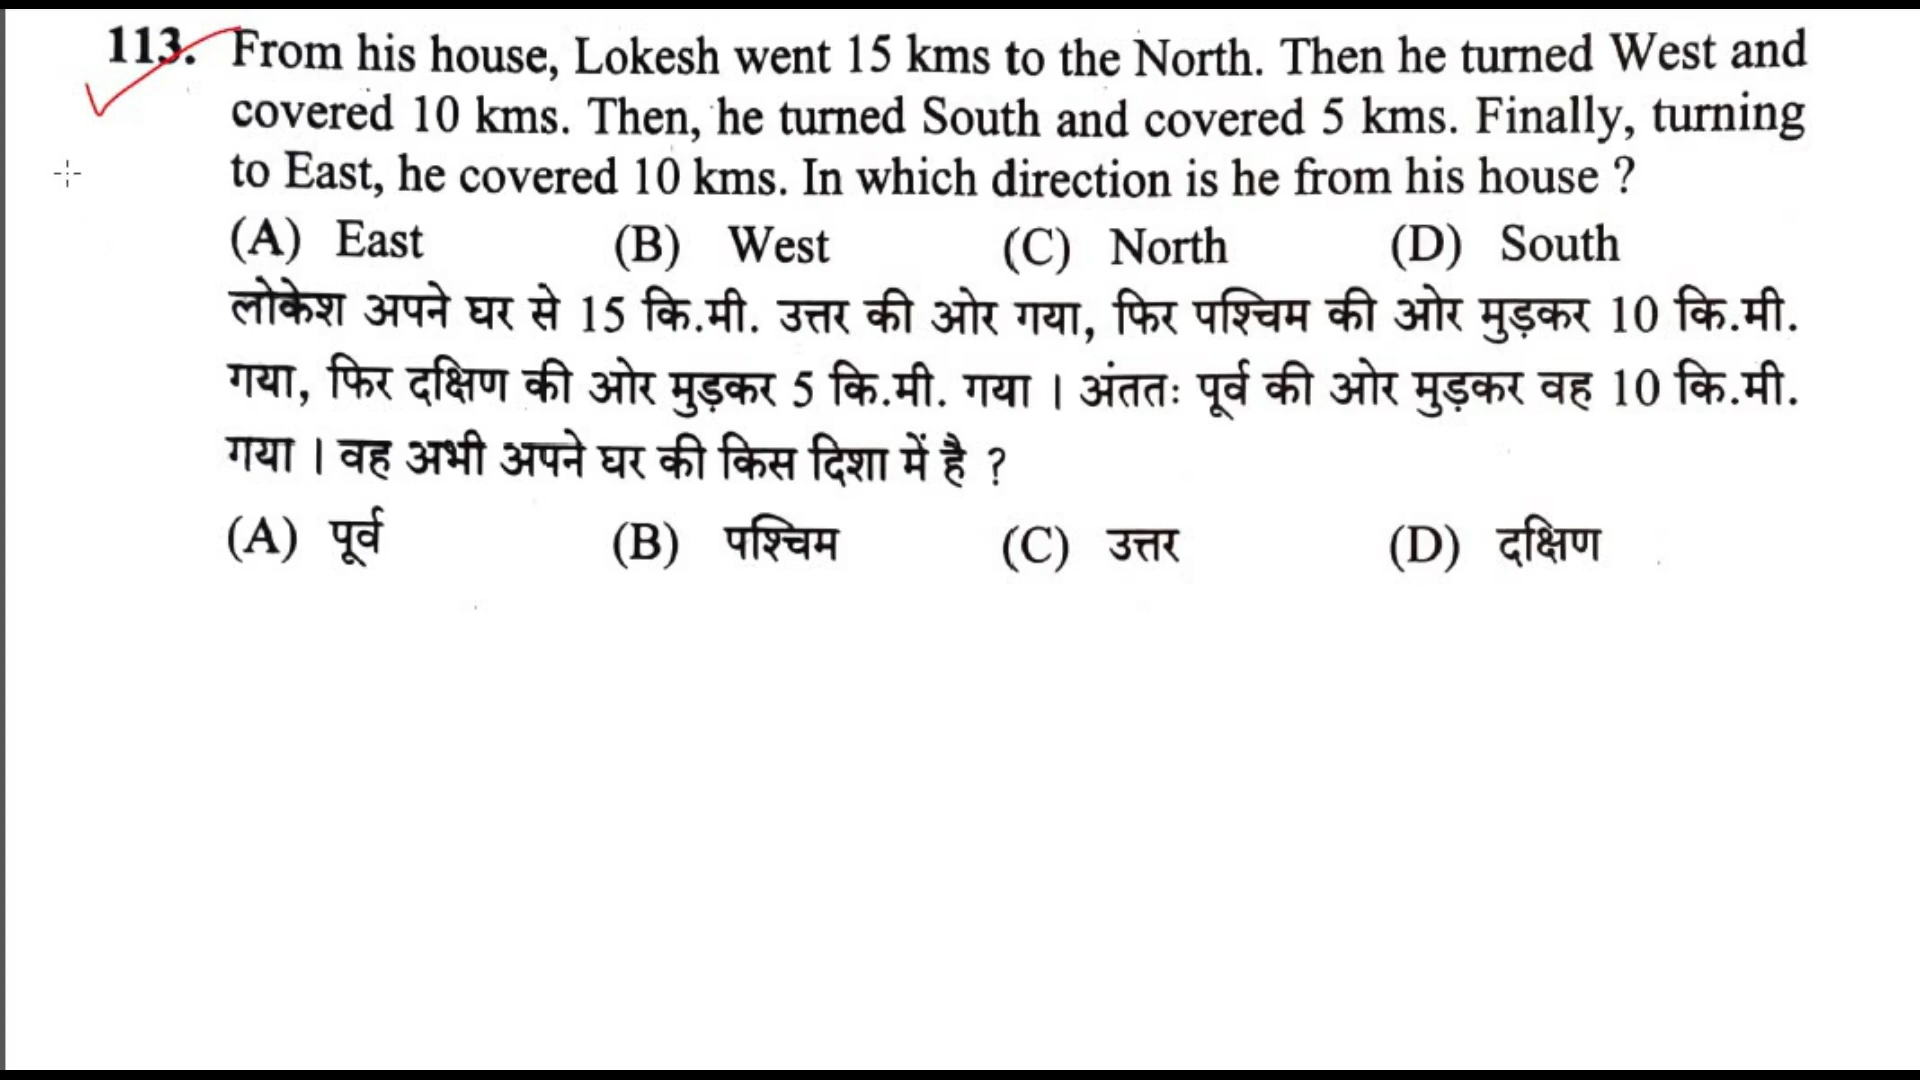 113. From his house, Lokesh went 15 kms to the North. Then he turned West and
covered 10 kms. Then, he turned South and covered 5 kms. Finally, turning
to East, he covered 10 kms. In which direction is he from his house ?
(A) East (B) West (C) North (D) South
लोकेश अपने घर से 15 कि.मी. उत्तर की ओर गया, फिर पश्चिम की ओर मुड़कर 10 कि.मी.
गया, फिर दक्षिण की ओर मुड़कर 5 कि.मी. गया । अंततः पूर्व की ओर मुड़कर वह 10 कि.मी.
गया । वह अभी अपने घर की किस दिशा में है ?
(A) पूर्व (B) पश्चिम (C) उत्तर (D) दक्षिण